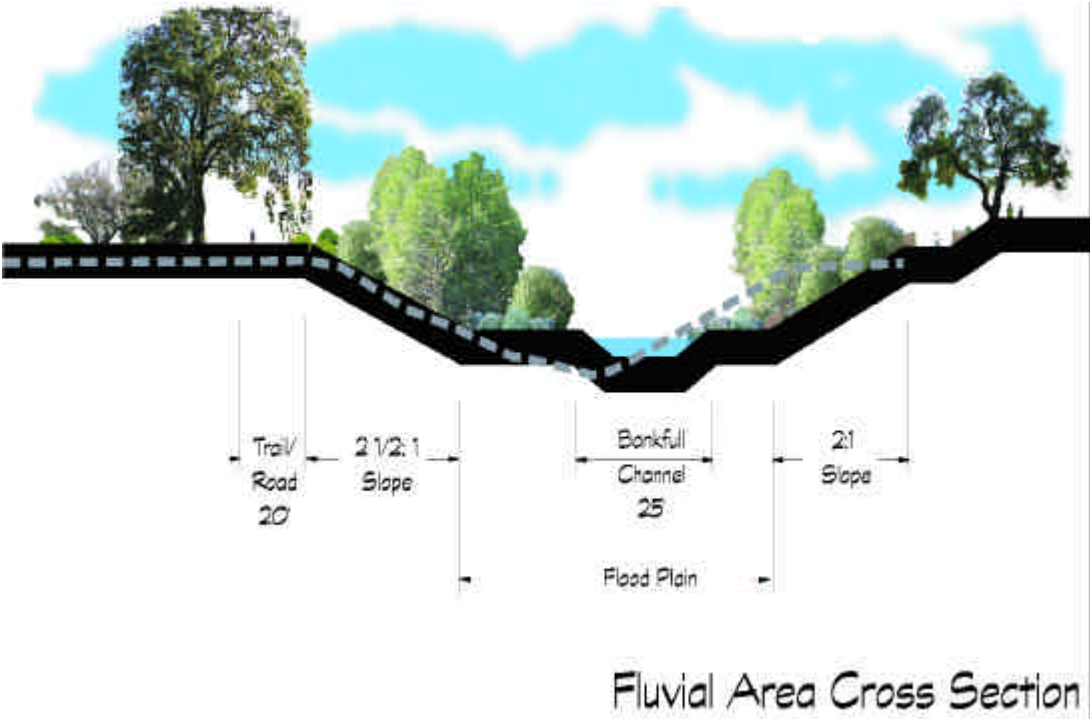 Trail/
Road
20'
2 1/2: 1
Slope
Bankfull
Channel
25'
2:1
Slope
Flood Plain
Fluvial Area Cross Section